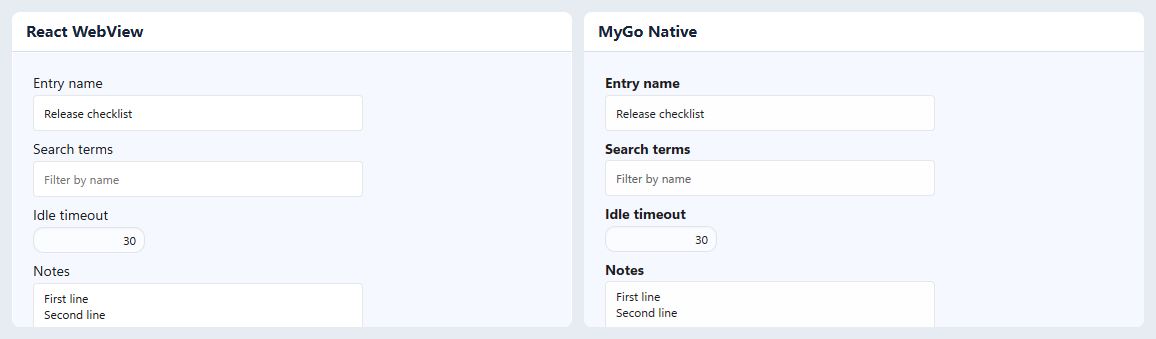 React WebView
Entry name
Release checklist
Search terms
Filter by name
Idle timeout
30
Notes
First line
Second line
MyGo Native
Entry name
Release checklist
Search terms
Filter by name
Idle timeout
30
Notes
First line
Second line